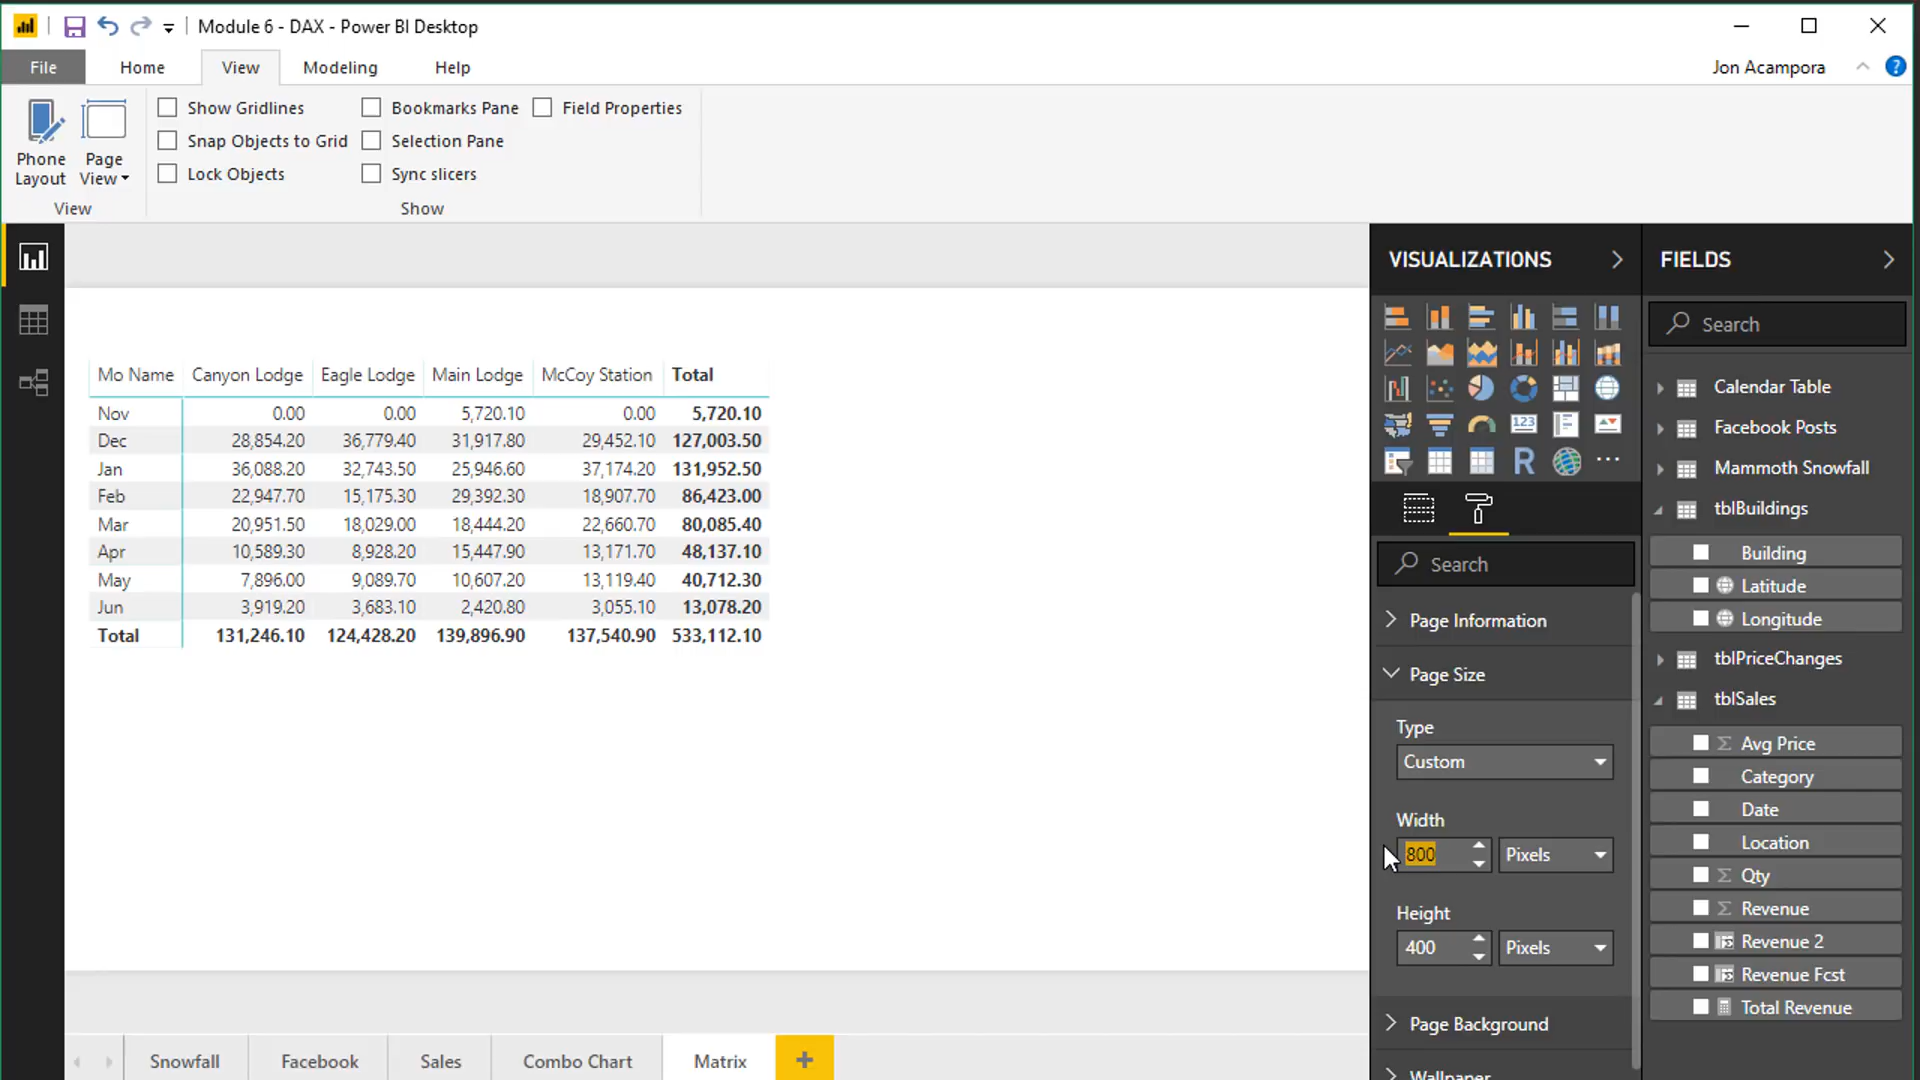 Module 6 - DAX - Power BI Desktop
File Home View Modeling Help
Jon Acampora ?
Phone Layout
Page View
Show Gridlines
Snap Objects to Grid
Lock Objects
Bookmarks Pane
Selection Pane
Sync slicers
Field Properties
View
Show
Mo Name Canyon Lodge Eagle Lodge Main Lodge McCoy Station Total
Nov 0.00 0.00 5,720.10 0.00 5,720.10
Dec 28,854.20 36,779.40 31,917.80 29,452.10 127,003.50
Jan 36,088.20 32,743.50 25,946.60 37,174.20 131,952.50
Feb 22,947.70 15,175.30 29,392.30 18,907.70 86,423.00
Mar 20,951.50 18,029.00 18,444.20 22,660.70 80,085.40
Apr 10,589.30 8,928.20 15,447.90 13,171.70 48,137.10
May 7,896.00 9,089.70 10,607.20 13,119.40 40,712.30
Jun 3,919.20 3,683.10 2,420.80 3,055.10 13,078.20
Total 131,246.10 124,428.20 139,896.90 137,540.90 533,112.10
Snowfall Facebook Sales Combo Chart Matrix +
VISUALIZATIONS
123
R
Search
Page Information
Page Size
Type
Custom
Width
800 Pixels
Height
400 Pixels
Page Background
Wallpaper
FIELDS
Search
Calendar Table
Facebook Posts
Mammoth Snowfall
tblBuildings
Building
Latitude
Longitude
tblPriceChanges
tblSales
Σ Avg Price
Category
Date
Location
Σ Qty
Σ Revenue
Revenue 2
Revenue Fcst
Total Revenue